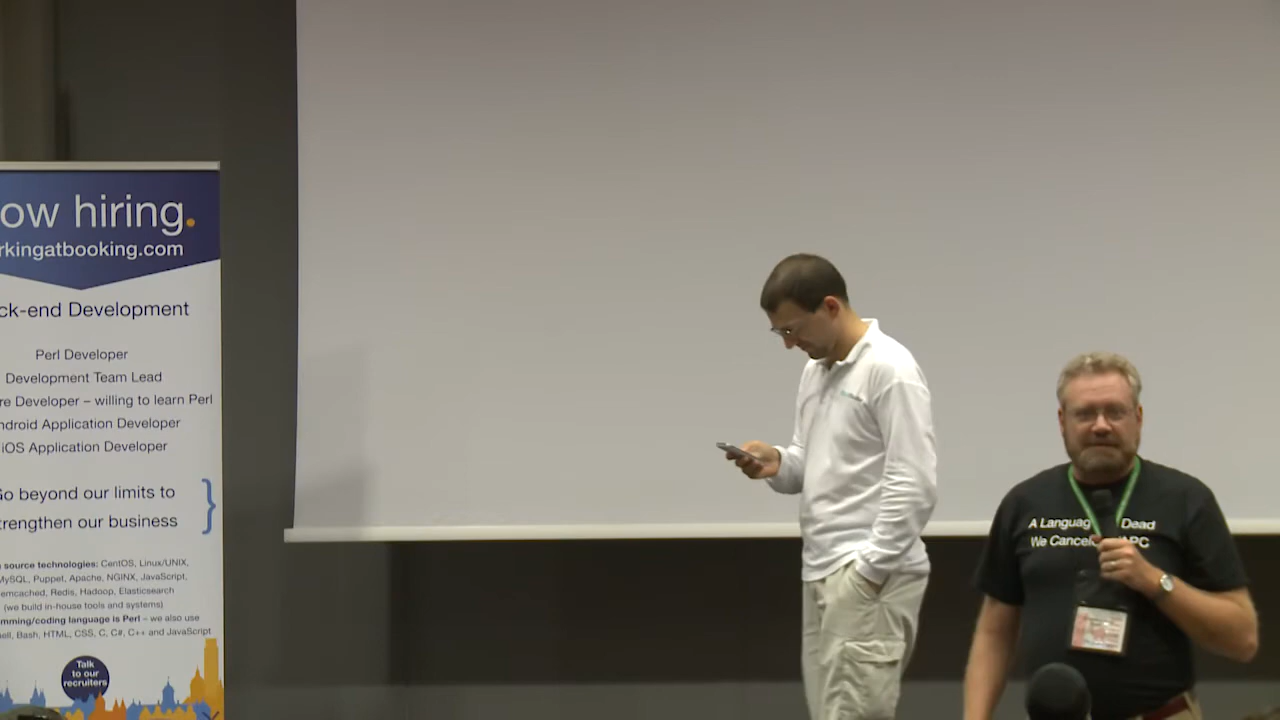 ow hiring.
rkingatbooking.com
ck-end Development
Perl Developer
Development Team Lead
re Developer – willing to learn Perl
ndroid Application Developer
iOS Application Developer
Go beyond our limits to
trengthen our business
source technologies: CentOS, Linux/UNIX,
MySQL, Puppet, Apache, NGINX, JavaScript,
emcached, Redis, Hadoop, Elasticsearch
(we build in-house tools and systems)
mming/coding language is Perl – we also use
ell, Bash, HTML, CSS, C, C#, C++ and JavaScript
Talk
to our
recruiters
A Languag Dead
We Cancel APC